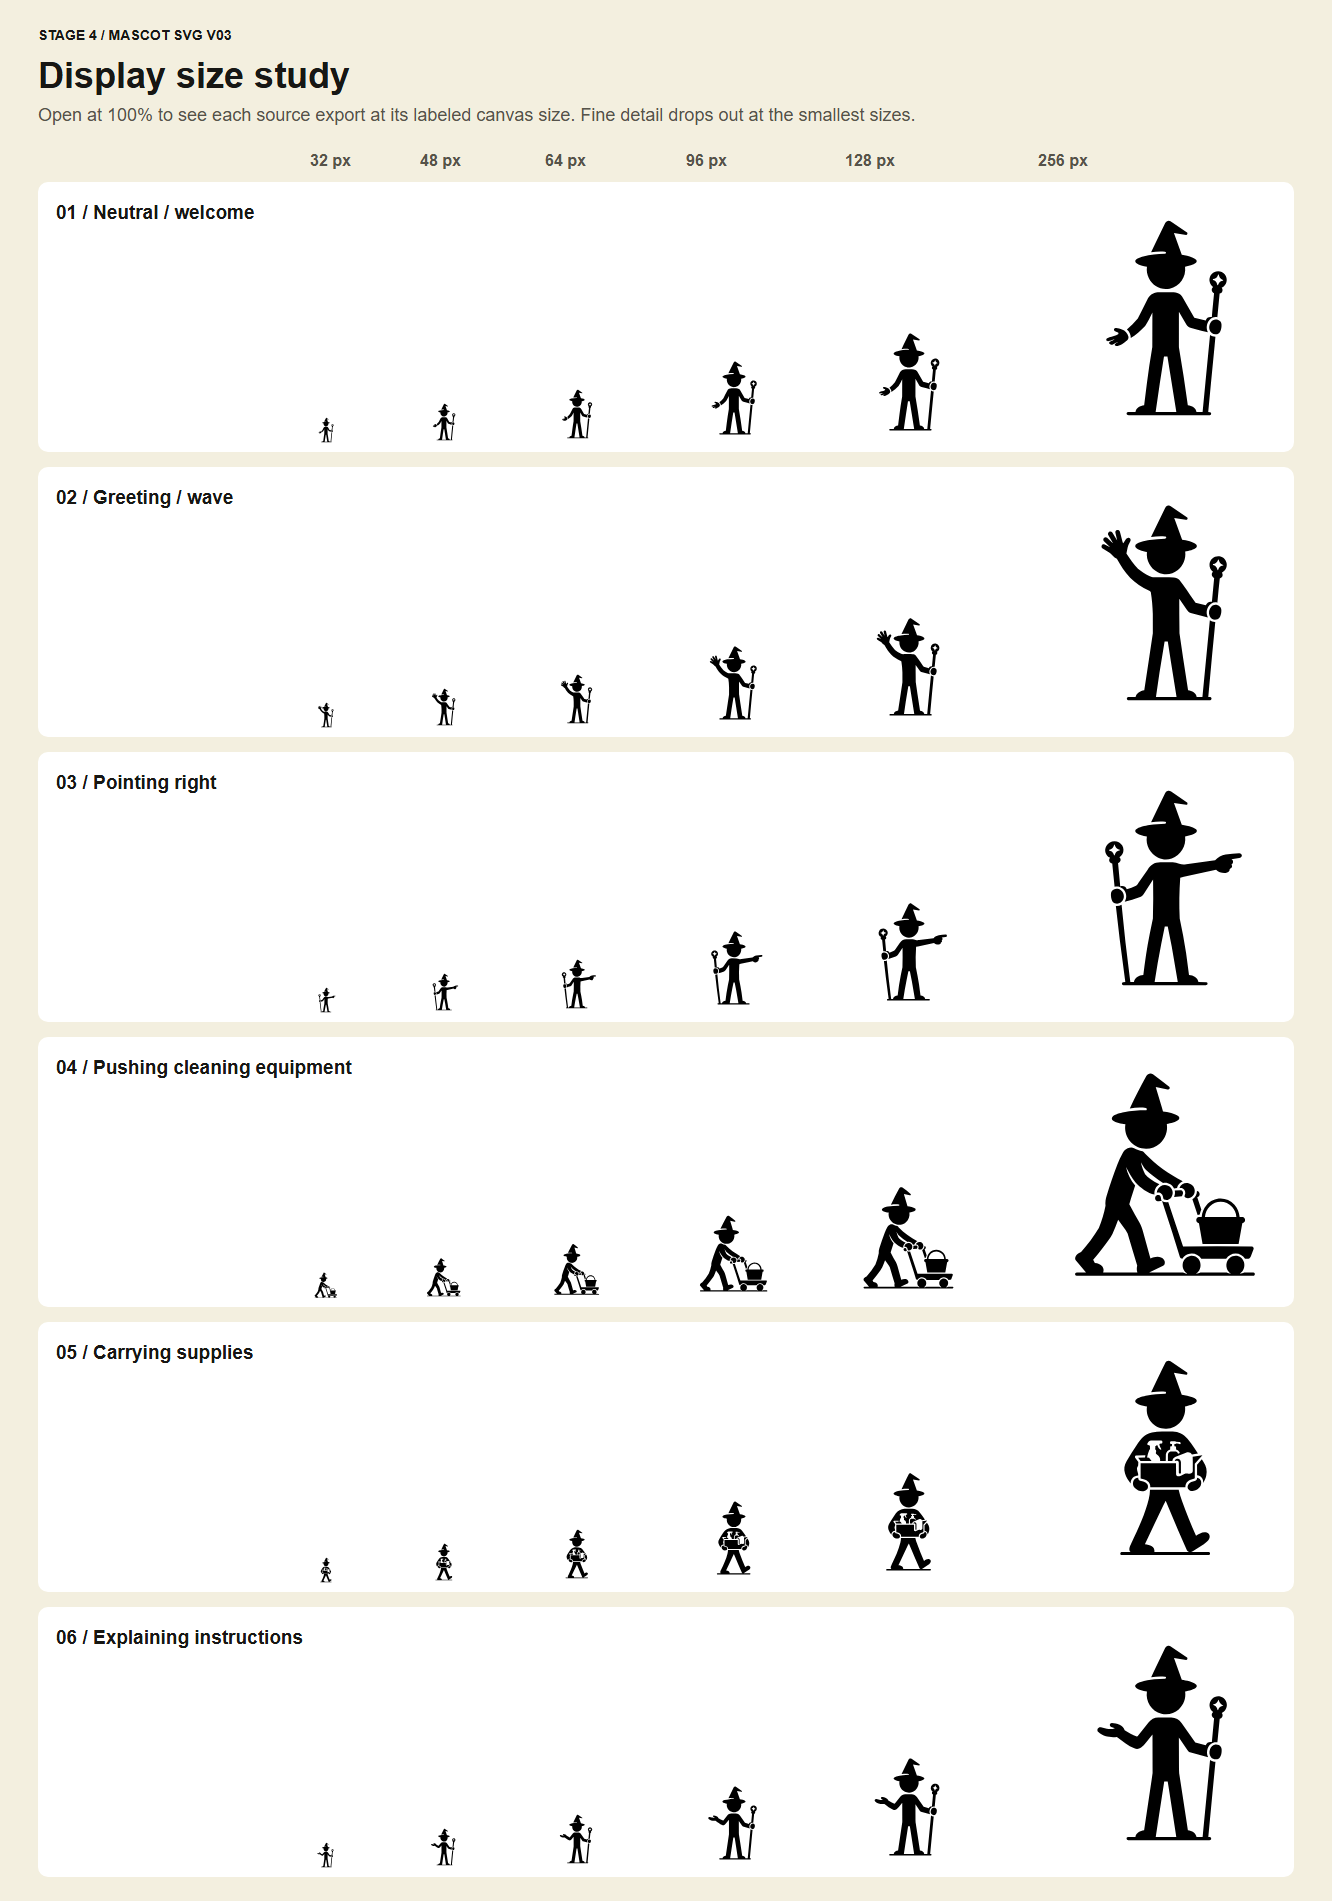 STAGE 4 / MASCOT SVG V03
Display size study
Open at 100% to see each source export at its labeled canvas size. Fine detail drops out at the smallest sizes.
32 px 48 px 64 px 96 px 128 px 256 px
01 / Neutral / welcome
02 / Greeting / wave
03 / Pointing right
04 / Pushing cleaning equipment
05 / Carrying supplies
06 / Explaining instructions